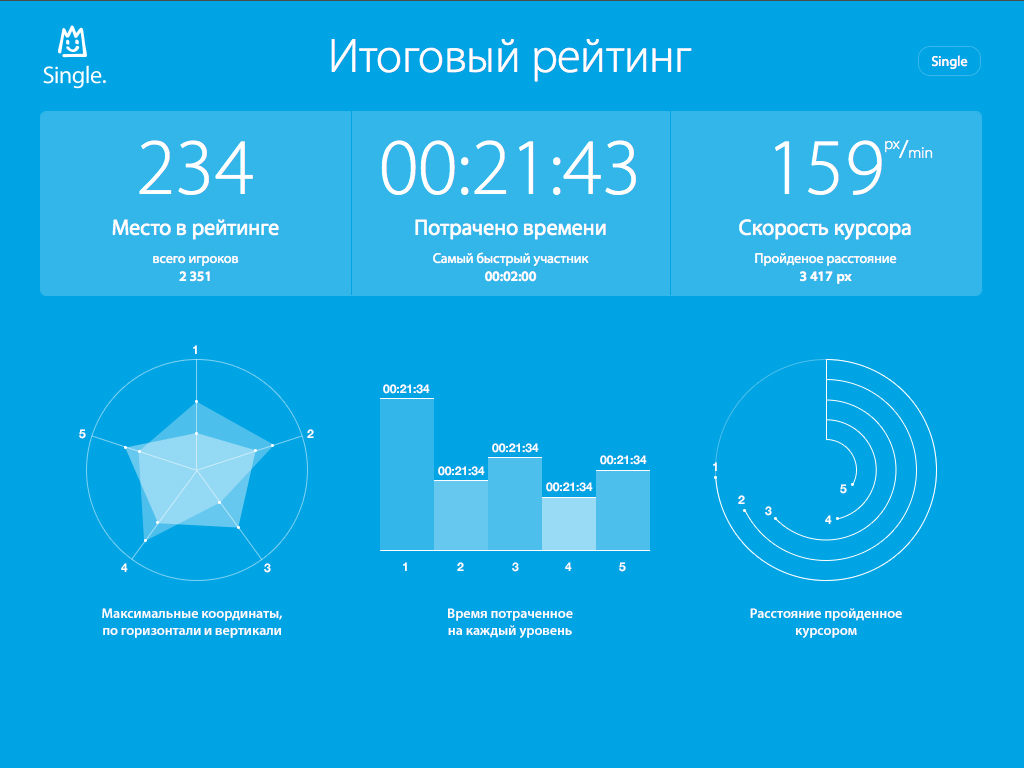 Single.
Итоговый рейтинг
Single
234
Место в рейтинге
всего игроков
2 351
00:21:43
Потрачено времени
Самый быстрый участник
00:02:00
159 px/min
Скорость курсора
Пройденое расстояние
3 417 px
1
2
3
4
5
Максимальные координаты,
по горизонтали и вертикали
00:21:34
00:21:34
00:21:34
00:21:34
00:21:34
1 2 3 4 5
Время потраченное
на каждый уровень
1
2
3
4
5
Расстояние пройденное
курсором